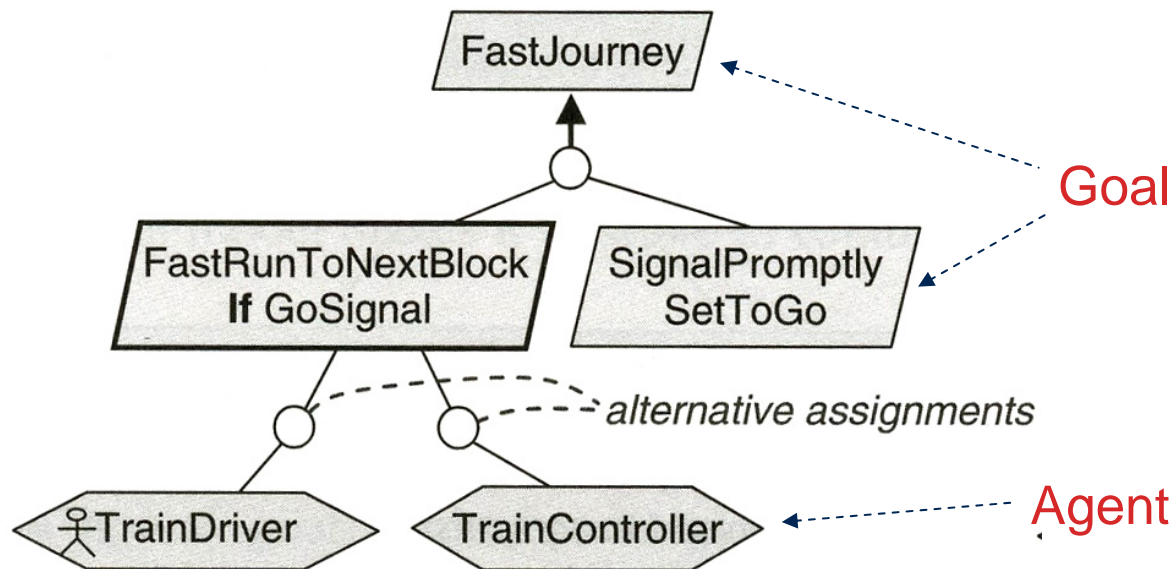 FastJourney
Goal
FastRunToNextBlock
If GoSignal
SignalPromptly
SetToGo
alternative assignments
TrainDriver
TrainController
Agent